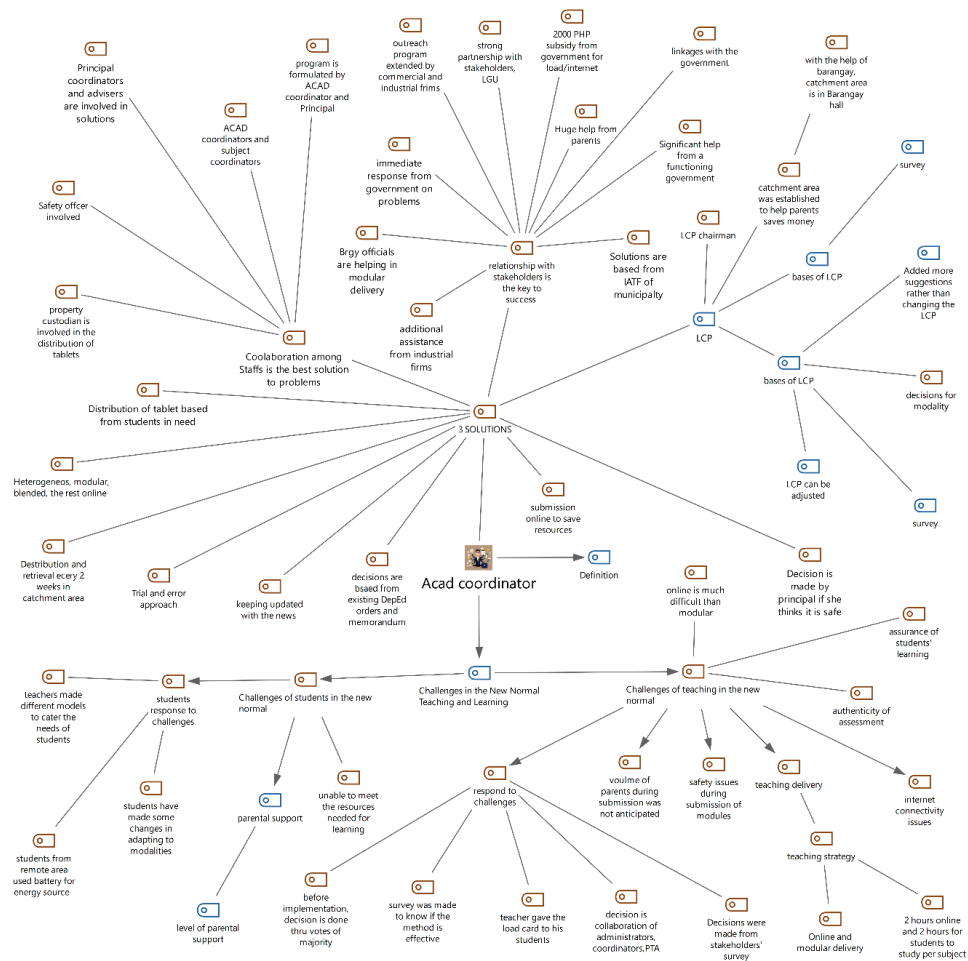 Principal
coordinators
and advisers
are involved in
solutions
program is
formulated by
ACAD
coordinator and
Principal
outreach
program
extended by
commercial and
industrial frims
strong
partnership with
stakeholders,
LGU
2000 PHP
subsidy from
government for
load/internet
linkages with the
government
with the help of
barangay,
catchment area
is in Barangay
hall
ACAD
coordinators and
subject
coordinators
immediate
response from
government on
problems
Huge help from
parents
Significant help
from a
functioning
government
survey
catchment area
was established
to help parents
saves money
Safety offcer
involved
Brgy officials
are helping in
modular
delivery
relationship with
stakeholders is
the key to
success
Solutions are
based from
IATF of
municipalty
LCP chairman
bases of LCP
Added more
suggestions
rather than
changing the
LCP
property
custodian is
involved in the
distribution of
tablets
additional
assistance
from industrial
firms
LCP
Coolaboration among
Staffs is the best solution
to problems
bases of LCP
decisions for
modality
Distribution of tablet based
from students in need
3 SOLUTIONS
Heterogeneos, modular,
blended, the rest online
submission
online to save
resources
LCP can be
adjusted
survey
Destribution and
retrieval ecery 2
weeks in
catchment area
Trial and error
approach
keeping updated
with the news
decisions are
bsaed from
existing DepEd
orders and
memorandum
Acad coordinator
Definition
Decision is
made by
principal if she
thinks it is safe
online is much
difficult than
modular
assurance of
students'
learning
teachers made
different models
to cater the
needs of
students
students
response to
challenges
Challenges of students in the new
normal
Challenges in the New Normal
Teaching and Learning
Challenges of teaching in the new
normal
authenticity of
assessment
students have
made some
changes in
adapting to
modalities
parental support
unable to meet
the resources
needed for
learning
respond to
challenges
voulme of
parents during
submission was
not anticipated
safety issues
during
submission of
modules
teaching delivery
internet
connectivity
issues
students from
remote area
used battery for
energy source
teaching strategy
level of parental
support
before
implementation,
decision is done
thru votes of
majority
survey was made
to know if the
method is
effective
teacher gave the
load card to his
students
decision is
collaboration of
administrators,
coordinators,PTA
Decisions were
made from
stakeholders'
survey
Online and
modular delivery
2 hours online
and 2 hours for
students to
study per subject